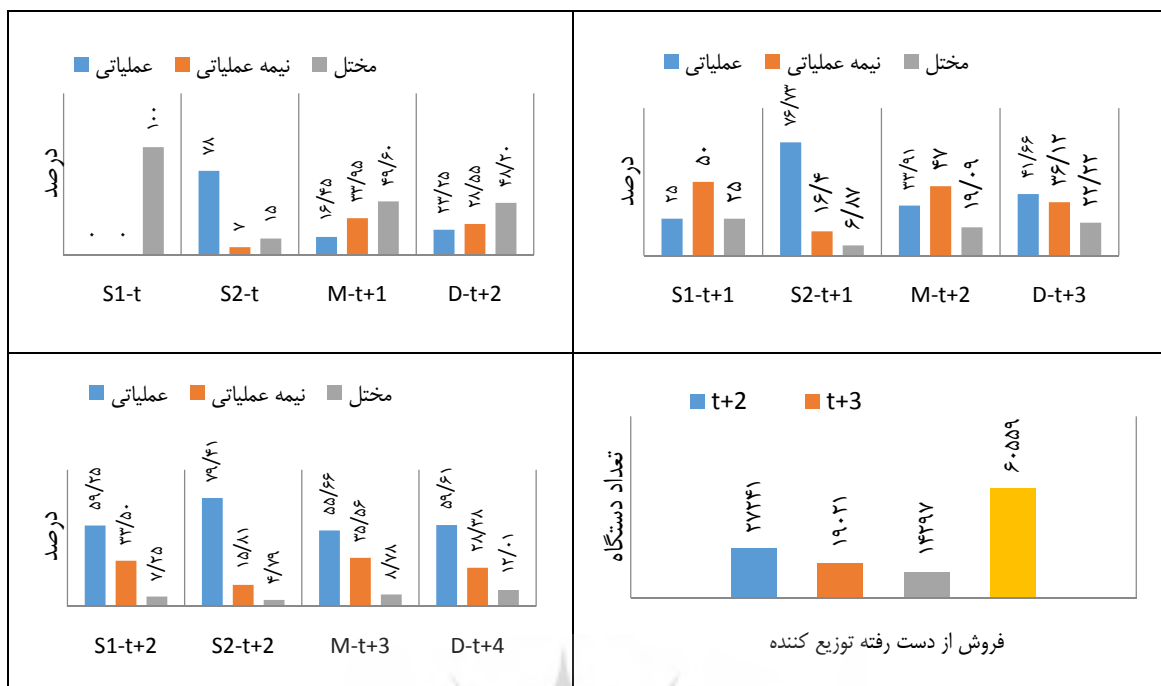 عملیاتی نیمه عملیاتی مختل
درصد
۰ ۰ ۱۰۰
۷۸ ۷ ۱۵
۱۶/۴۵ ۳۳/۹۵ ۴۹/۶۰
۲۳/۲۵ ۲۸/۵۵ ۴۸/۲۰
S1-t S2-t M-t+1 D-t+2
عملیاتی نیمه عملیاتی مختل
درصد
۲۵ ۵۰ ۲۵
۷۶/۷۳ ۱۶/۴ ۶/۸۷
۳۳/۹۱ ۴۷ ۱۹/۰۹
۴۱/۶۶ ۳۶/۱۲ ۲۲/۲۲
S1-t+1 S2-t+1 M-t+2 D-t+3
عملیاتی نیمه عملیاتی مختل
درصد
۵۹/۲۵ ۳۳/۵۰ ۷/۲۵
۷۹/۴۱ ۱۵/۸۱ ۴/۷۹
۵۵/۶۶ ۳۵/۵۶ ۸/۷۸
۵۹/۶۱ ۲۸/۳۸ ۱۲/۰۱
S1-t+2 S2-t+2 M-t+3 D-t+4
t+2 t+3
تعداد دستگاه
۲۷۲۴۱ ۱۹۰۲۱ ۱۴۲۹۷ ۶۰۵۵۹
فروش از دست رفته توزیع کننده